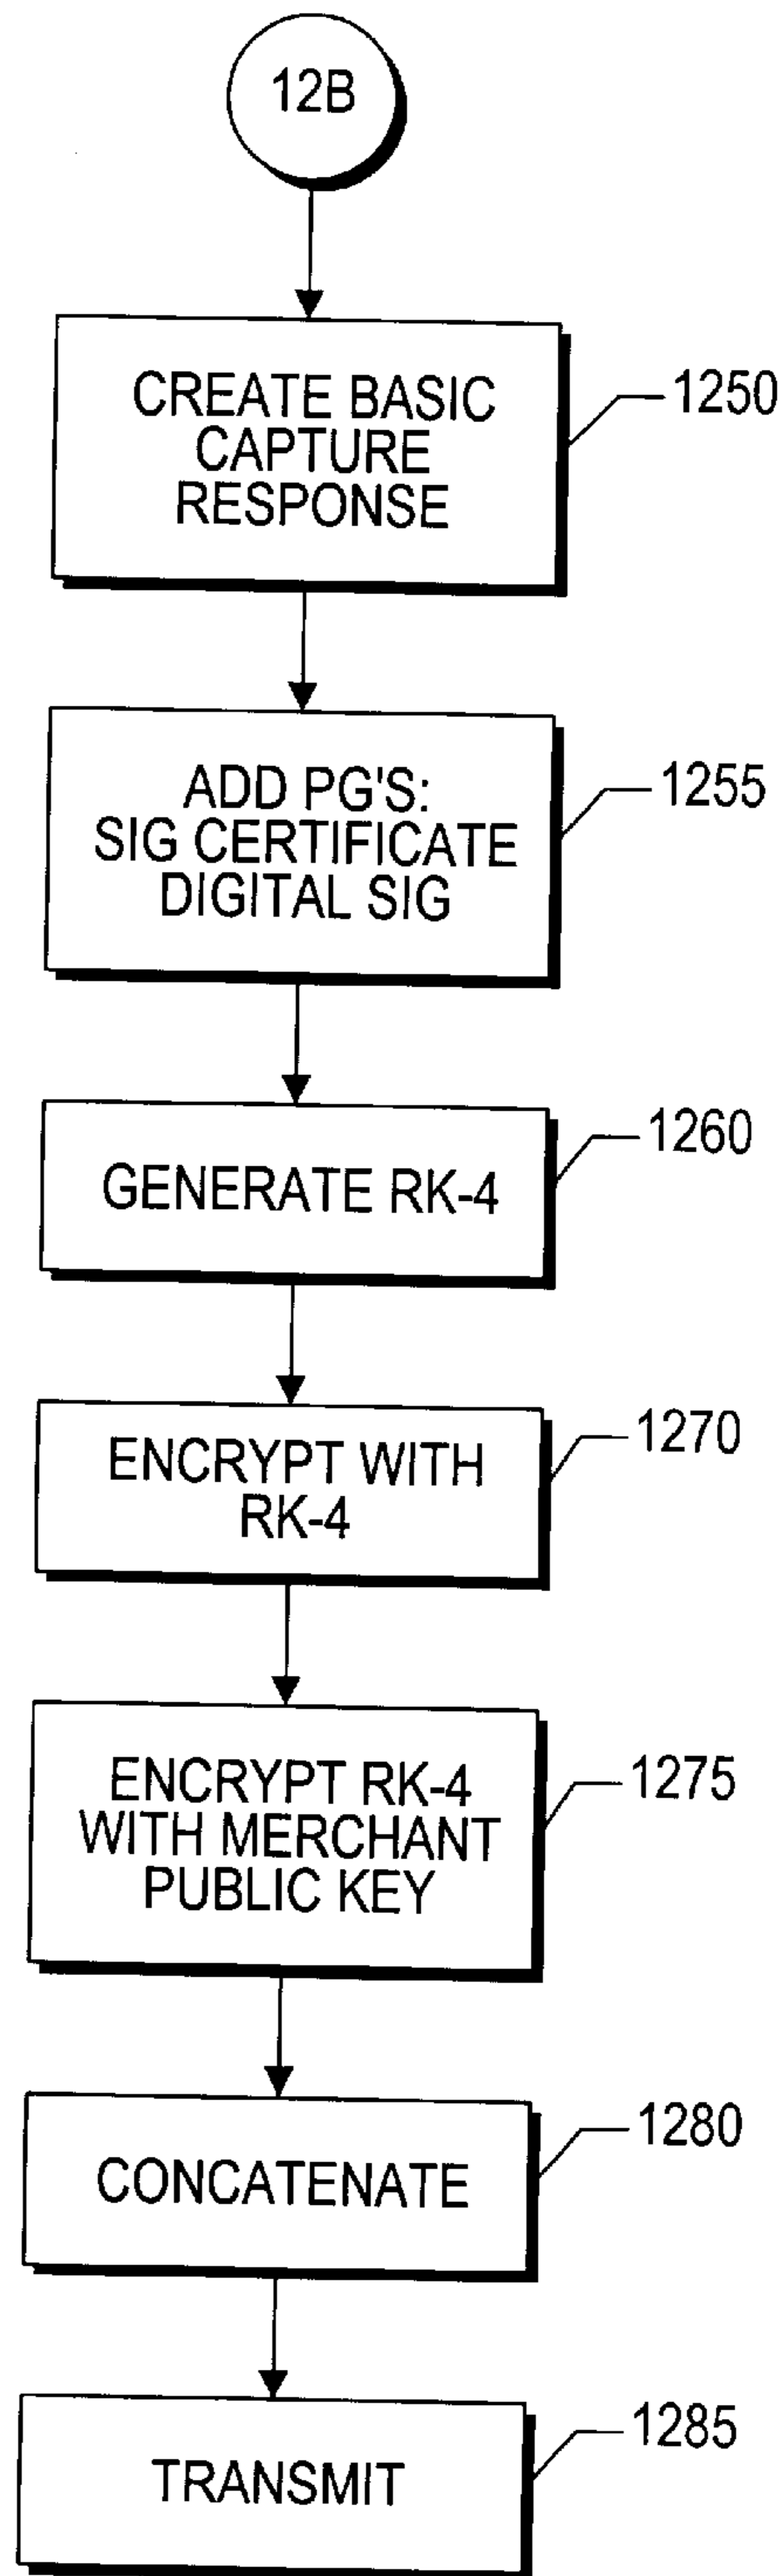 12B
CREATE BASIC
CAPTURE
RESPONSE
1250
ADD PG'S:
SIG CERTIFICATE
DIGITAL SIG
1255
GENERATE RK-4
1260
ENCRYPT WITH
RK-4
1270
ENCRYPT RK-4
WITH MERCHANT
PUBLIC KEY
1275
CONCATENATE
1280
TRANSMIT
1285